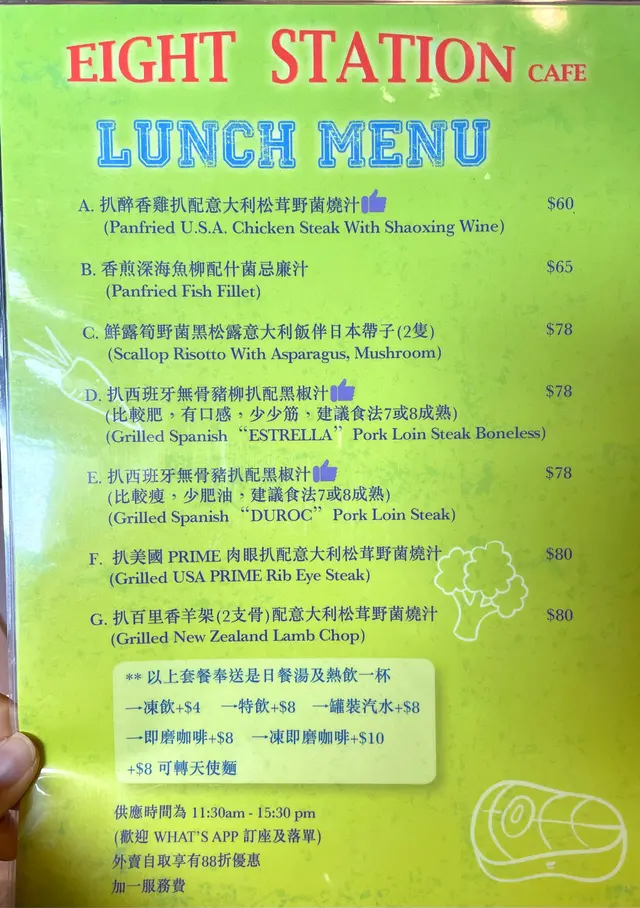 EIGHT STATION CAFE
LUNCH MENU
A. 扒醉香雞扒配意大利松茸野菌燒汁 $60
(Panfried U.S.A. Chicken Steak With Shaoxing Wine)
B. 香煎深海魚柳配什菌忌廉汁 $65
(Panfried Fish Fillet)
C. 鮮露筍野菌黑松露意大利飯伴日本帶子(2隻) $78
(Scallop Risotto With Asparagus, Mushroom)
D. 扒西班牙無骨豬柳扒配黑椒汁 $78
(比較肥，有口感，少少筋，建議食法7或8成熟)
(Grilled Spanish “ESTRELLA” Pork Loin Steak Boneless)
E. 扒西班牙無骨豬扒配黑椒汁 $78
(比較瘦，少肥油，建議食法7或8成熟)
(Grilled Spanish “DUROC” Pork Loin Steak)
F. 扒美國 PRIME 肉眼扒配意大利松茸野菌燒汁 $80
(Grilled USA PRIME Rib Eye Steak)
G. 扒百里香羊架(2支骨)配意大利松茸野菌燒汁 $80
(Grilled New Zealand Lamb Chop)
** 以上套餐奉送是日餐湯及熱飲一杯
一凍飲+$4 一特飲+$8 一罐裝汽水+$8
一即磨咖啡+$8 一凍即磨咖啡+$10
+$8 可轉天使麵
供應時間為 11:30am - 15:30 pm
(歡迎 WHAT'S APP 訂座及落單)
外賣自取享有88折優惠
加一服務費